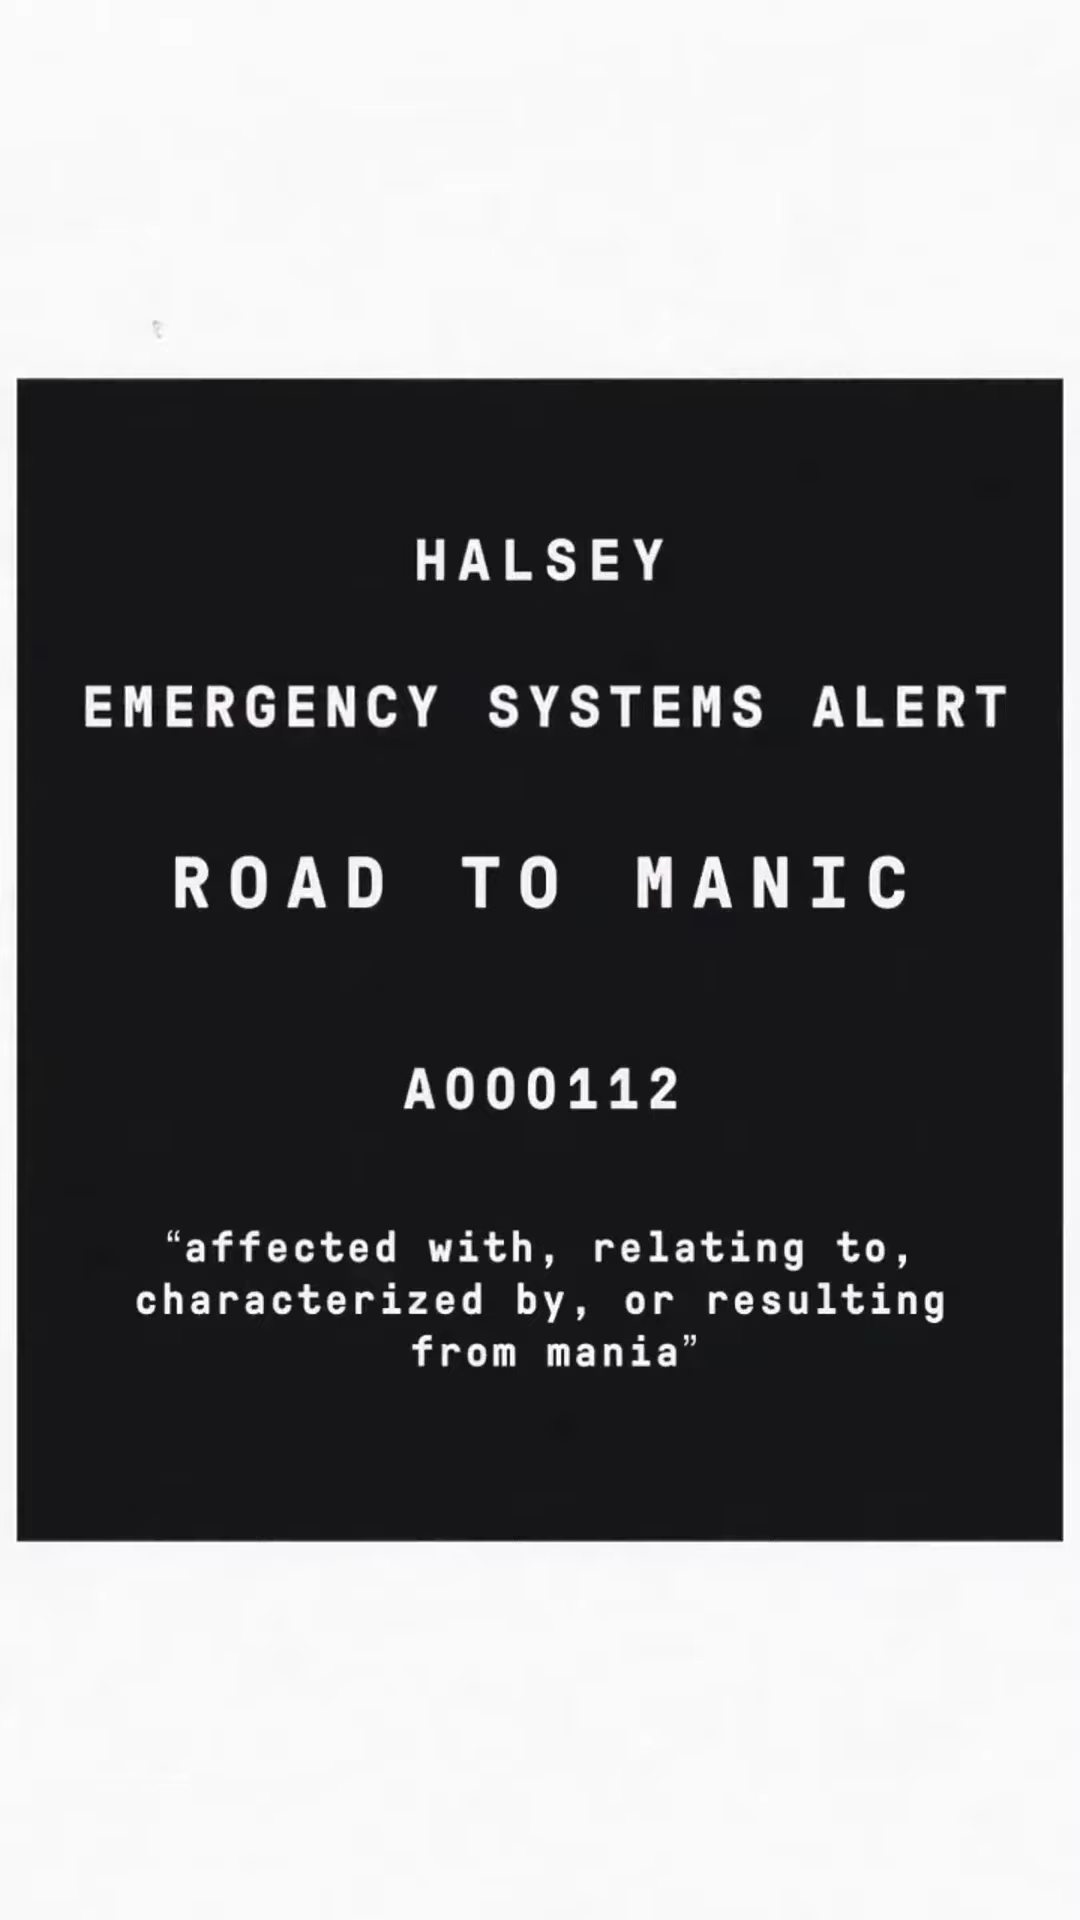 HALSEY
EMERGENCY SYSTEMS ALERT
ROAD TO MANIC
A000112
“affected with, relating to,
characterized by, or resulting
from mania”